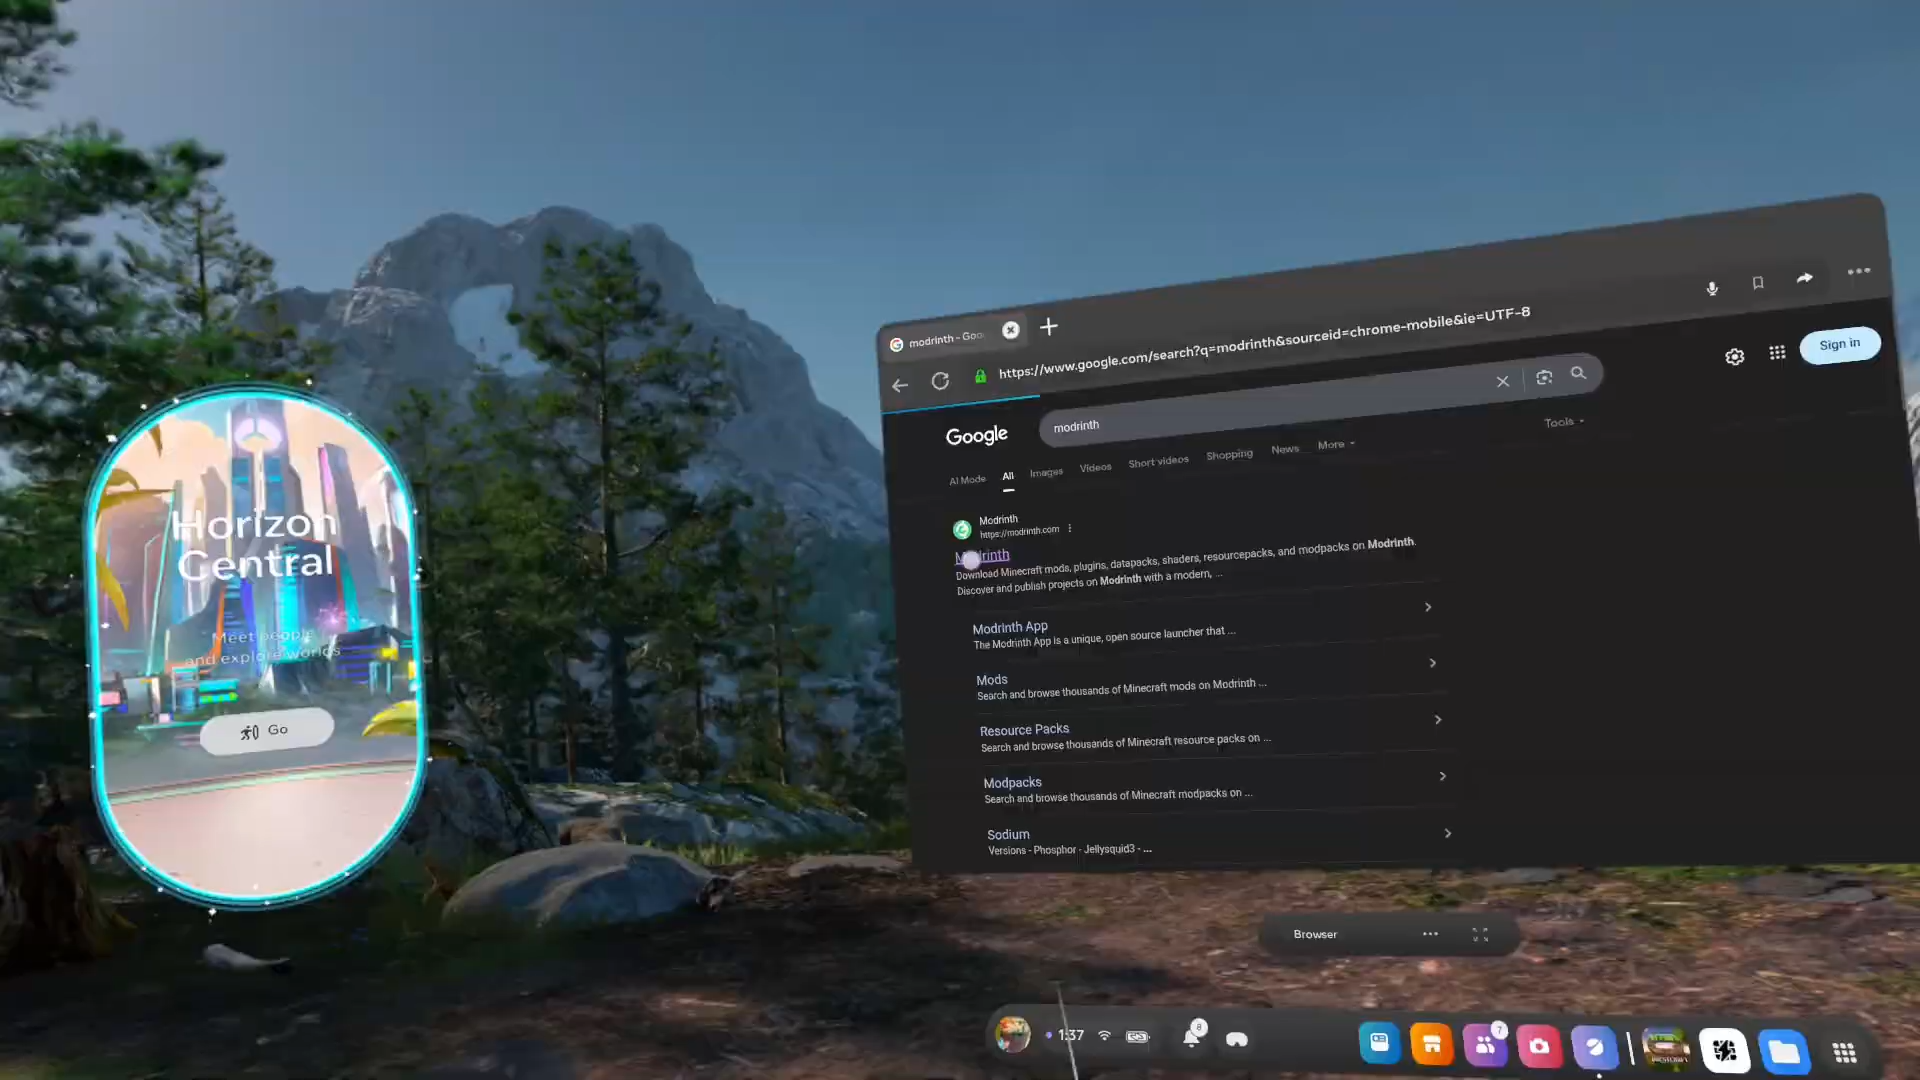 Horizon
Central
Meet people
and explore worlds
Go
modrinth - Goo
https://www.google.com/search?q=modrinth&sourceid=chrome-mobile&ie=UTF-8
Sign in
Google
modrinth
AI Mode
All
Images
Videos
Short videos
Shopping
News
More
Tools
Modrinth
https://modrinth.com
Modrinth
Download Minecraft mods, plugins, datapacks, shaders, resourcepacks, and modpacks on Modrinth.
Discover and publish projects on Modrinth with a modern, ...
Modrinth App
The Modrinth App is a unique, open source launcher that ...
Mods
Search and browse thousands of Minecraft mods on Modrinth ...
Resource Packs
Search and browse thousands of Minecraft resource packs on ...
Modpacks
Search and browse thousands of Minecraft modpacks on ...
Sodium
Versions - Phosphor - Jellysquid3 - ...
Browser
1:37
8
7